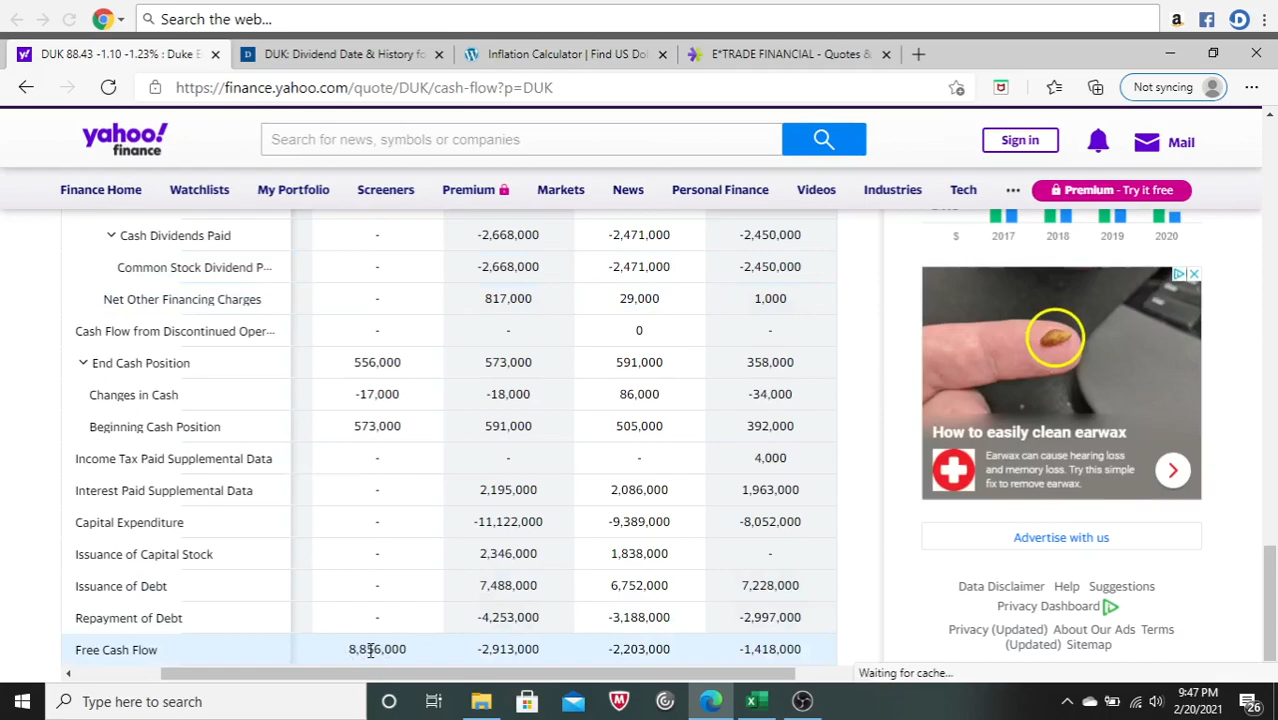 Search the web...
DUK 88.43 -1.10 -1.23% : Duke E
DUK: Dividend Date & History for
Inflation Calculator | Find US Dol
E*TRADE FINANCIAL - Quotes &
https://finance.yahoo.com/quote/DUK/cash-flow?p=DUK
Not syncing
yahoo!
finance
Search for news, symbols or companies
Sign in
Mail
Finance Home Watchlists My Portfolio Screeners Premium Markets News Personal Finance Videos Industries Tech ••• Premium - Try it free
Cash Dividends Paid - -2,668,000 -2,471,000 -2,450,000
Common Stock Dividend P··· - -2,668,000 -2,471,000 -2,450,000
Net Other Financing Charges - 817,000 29,000 1,000
Cash Flow from Discontinued Oper··· - - 0 -
End Cash Position 556,000 573,000 591,000 358,000
Changes in Cash -17,000 -18,000 86,000 -34,000
Beginning Cash Position 573,000 591,000 505,000 392,000
Income Tax Paid Supplemental Data - - - 4,000
Interest Paid Supplemental Data - 2,195,000 2,086,000 1,963,000
Capital Expenditure - -11,122,000 -9,389,000 -8,052,000
Issuance of Capital Stock - 2,346,000 1,838,000 -
Issuance of Debt - 7,488,000 6,752,000 7,228,000
Repayment of Debt - -4,253,000 -3,188,000 -2,997,000
Free Cash Flow -2,913,000 -2,203,000 -1,418,000
$ 2017 2018 2019 2020
How to easily clean earwax
Earwax can cause hearing loss
and memory loss. Try this simple
fix to remove earwax.
Advertise with us
Data Disclaimer Help Suggestions
Privacy Dashboard
Privacy (Updated) About Our Ads Terms
(Updated) Sitemap
Waiting for cache...
Type here to search
9:47 PM
2/20/2021
26